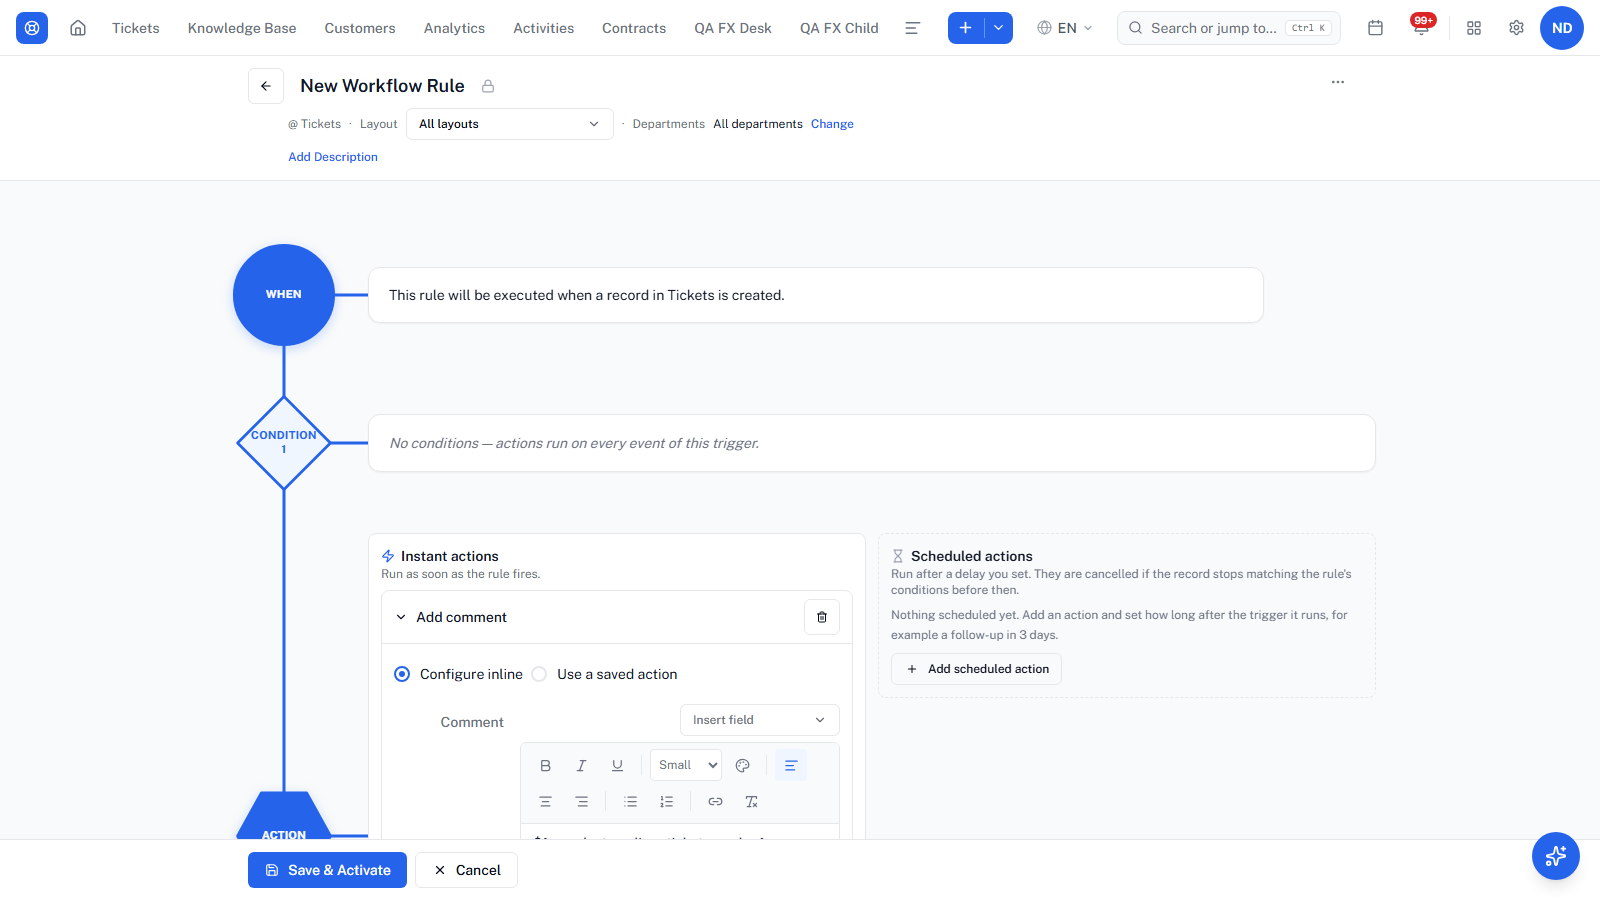 Tickets
Knowledge Base
Customers
Analytics
Activities
Contracts
QA FX Desk
QA FX Child
EN
Search or jump to...
Ctrl K
99+
ND
New Workflow Rule
@ Tickets · Layout
All layouts
· Departments All departments Change
Add Description
WHEN
This rule will be executed when a record in Tickets is created.
CONDITION
1
No conditions — actions run on every event of this trigger.
Instant actions
Run as soon as the rule fires.
Add comment
Configure inline
Use a saved action
Comment
Insert field
Small
Scheduled actions
Run after a delay you set. They are cancelled if the record stops matching the rule's
conditions before then.
Nothing scheduled yet. Add an action and set how long after the trigger it runs, for
example a follow-up in 3 days.
Add scheduled action
ACTION
Save & Activate
Cancel